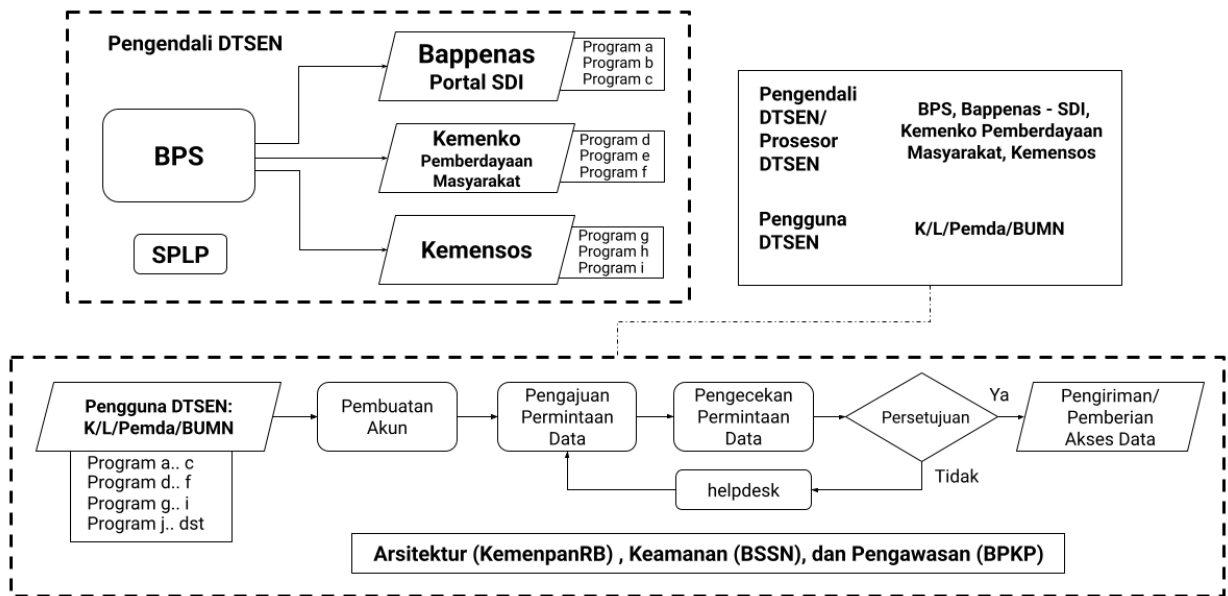 Pengendali DTSEN
BPS
SPLP
Bappenas
Portal SDI
Program a
Program b
Program c
Kemenko
Pemberdayaan
Masyarakat
Program d
Program e
Program f
Kemensos
Program g
Program h
Program i
Pengendali
DTSEN/
Prosesor
DTSEN
BPS, Bappenas - SDI,
Kemenko Pemberdayaan
Masyarakat, Kemensos
Pengguna
DTSEN
K/L/Pemda/BUMN
Pengguna DTSEN:
K/L/Pemda/BUMN
Program a.. c
Program d.. f
Program g.. i
Program j.. dst
Pembuatan
Akun
Pengajuan
Permintaan
Data
Pengecekan
Permintaan
Data
Persetujuan
Ya
Pengiriman/
Pemberian
Akses Data
Tidak
helpdesk
Arsitektur (KemenpanRB) , Keamanan (BSSN), dan Pengawasan (BPKP)